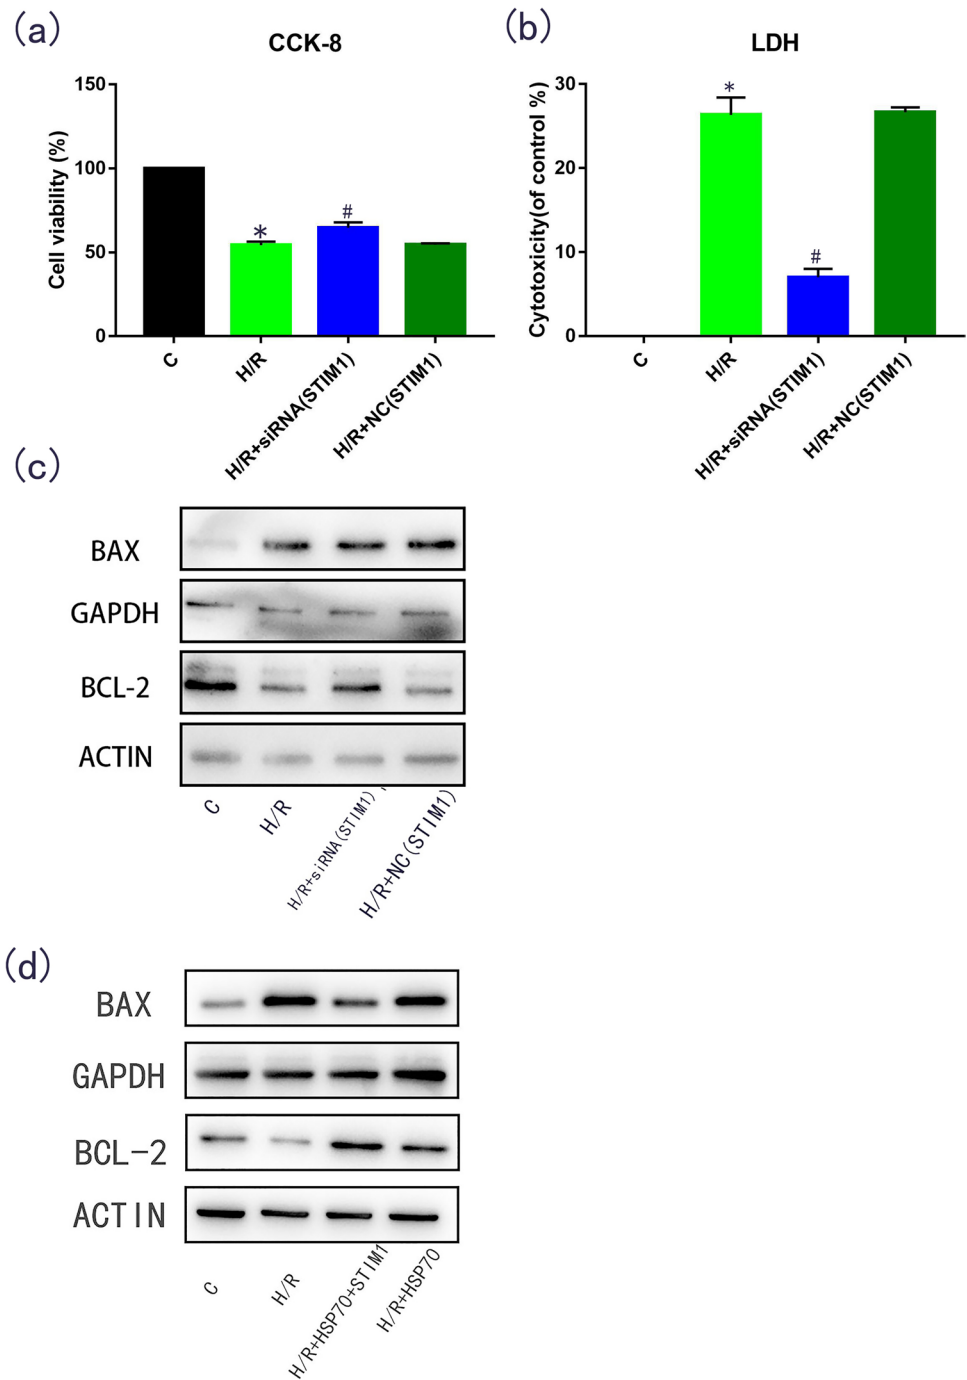 (a)
CCK-8
Cell viability (%)
150
100
50
0
*
#
C
H/R
H/R+siRNA(STIM1)
H/R+NC(STIM1)
(b)
LDH
Cytotoxicity(of control %)
30
20
10
0
*
#
C
H/R
H/R+siRNA(STIM1)
H/R+NC(STIM1)
(c)
BAX
GAPDH
BCL-2
ACTIN
C
H/R
H/R+siRNA(STIM1)
H/R+NC(STIM1)
(d)
BAX
GAPDH
BCL-2
ACTIN
C
H/R
H/R+HSP70+STIM1
H/R+HSP70